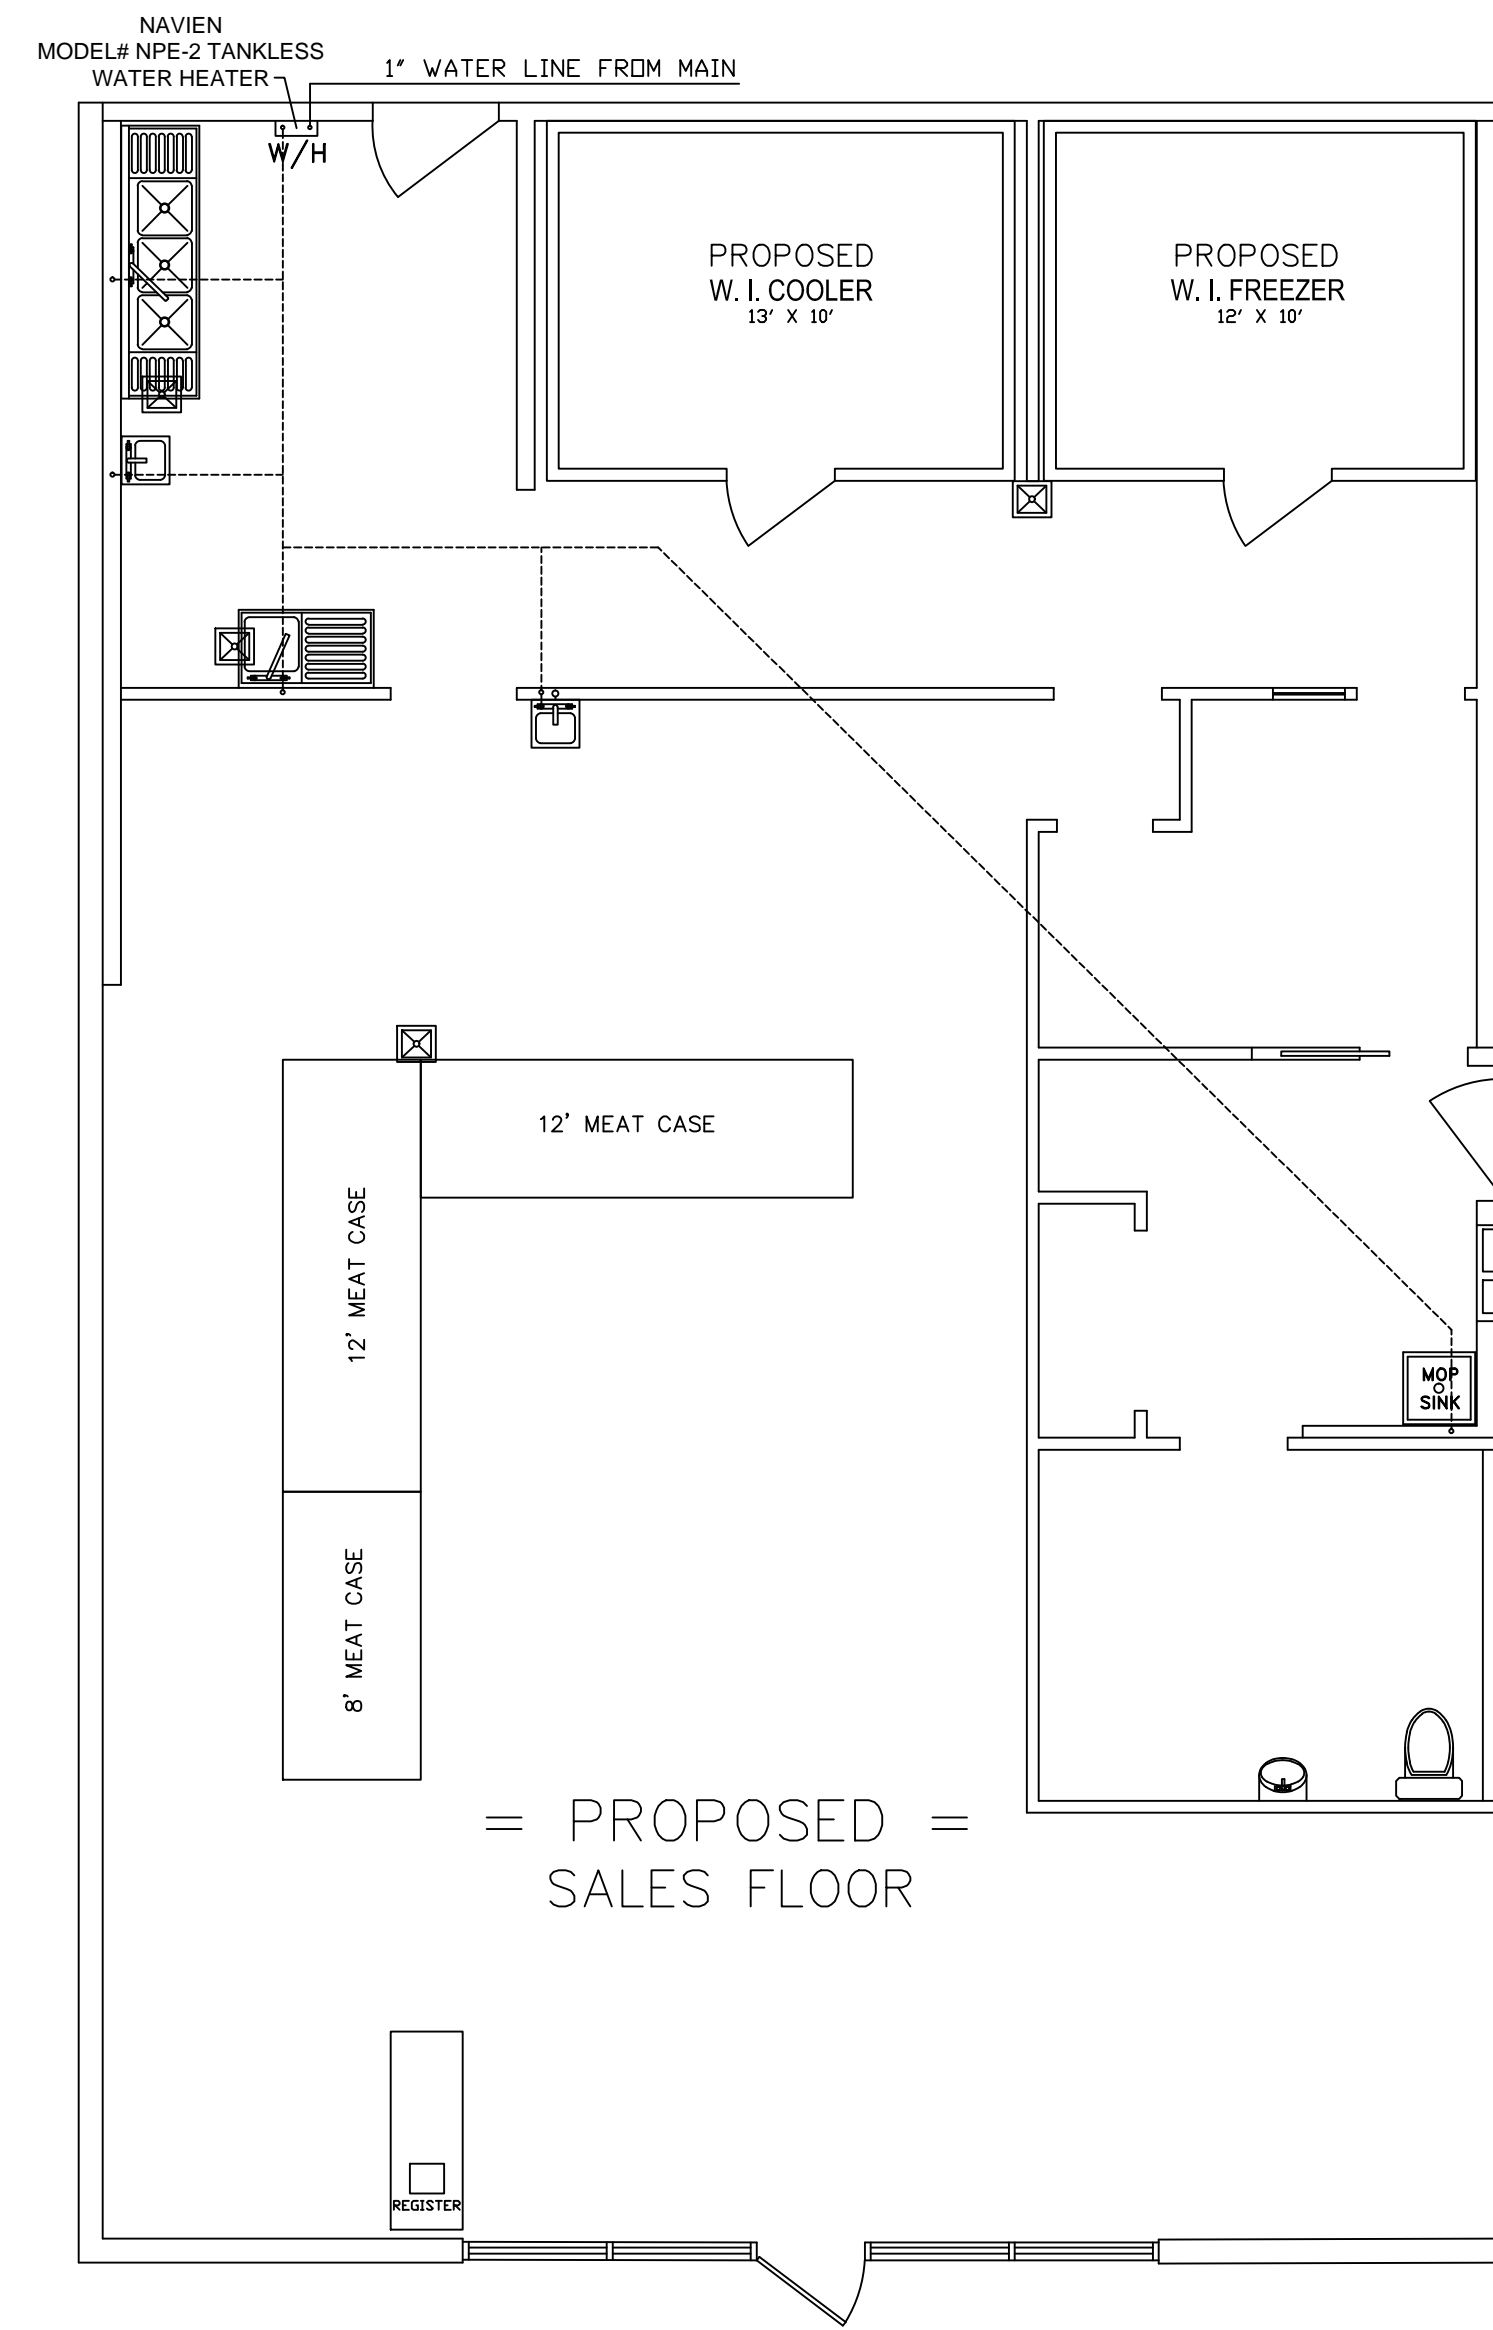 NAVIEN
MODEL# NPE-2 TANKLESS
WATER HEATER
1" WATER LINE FROM MAIN
W/H
PROPOSED
W. I. COOLER
13' X 10'
PROPOSED
W. I. FREEZER
12' X 10'
12' MEAT CASE
12' MEAT CASE
MOP
SINK
8' MEAT CASE
= PROPOSED =
SALES FLOOR
REGISTER